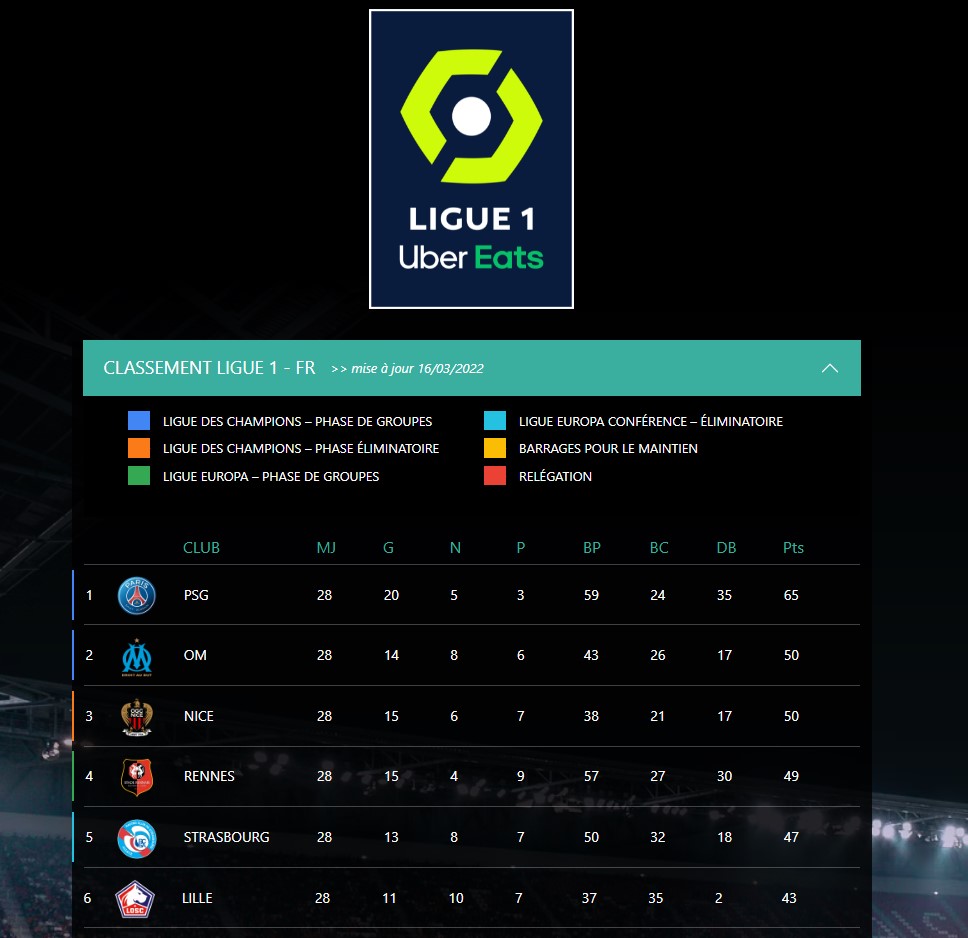 LIGUE 1
Uber Eats
CLASSEMENT LIGUE 1 - FR >> mise à jour 16/03/2022
LIGUE DES CHAMPIONS – PHASE DE GROUPES
LIGUE EUROPA CONFÉRENCE – ÉLIMINATOIRE
LIGUE DES CHAMPIONS – PHASE ÉLIMINATOIRE
BARRAGES POUR LE MAINTIEN
LIGUE EUROPA – PHASE DE GROUPES
RELÉGATION
CLUB MJ G N P BP BC DB Pts
1 PARIS PSG 28 20 5 3 59 24 35 65
2 OM 28 14 8 6 43 26 17 50
3 OGC NICE NICE 28 15 6 7 38 21 17 50
4 RENNES 28 15 4 9 57 27 30 49
5 STRASBOURG 28 13 8 7 50 32 18 47
6 LOSC LILLE 28 11 10 7 37 35 2 43